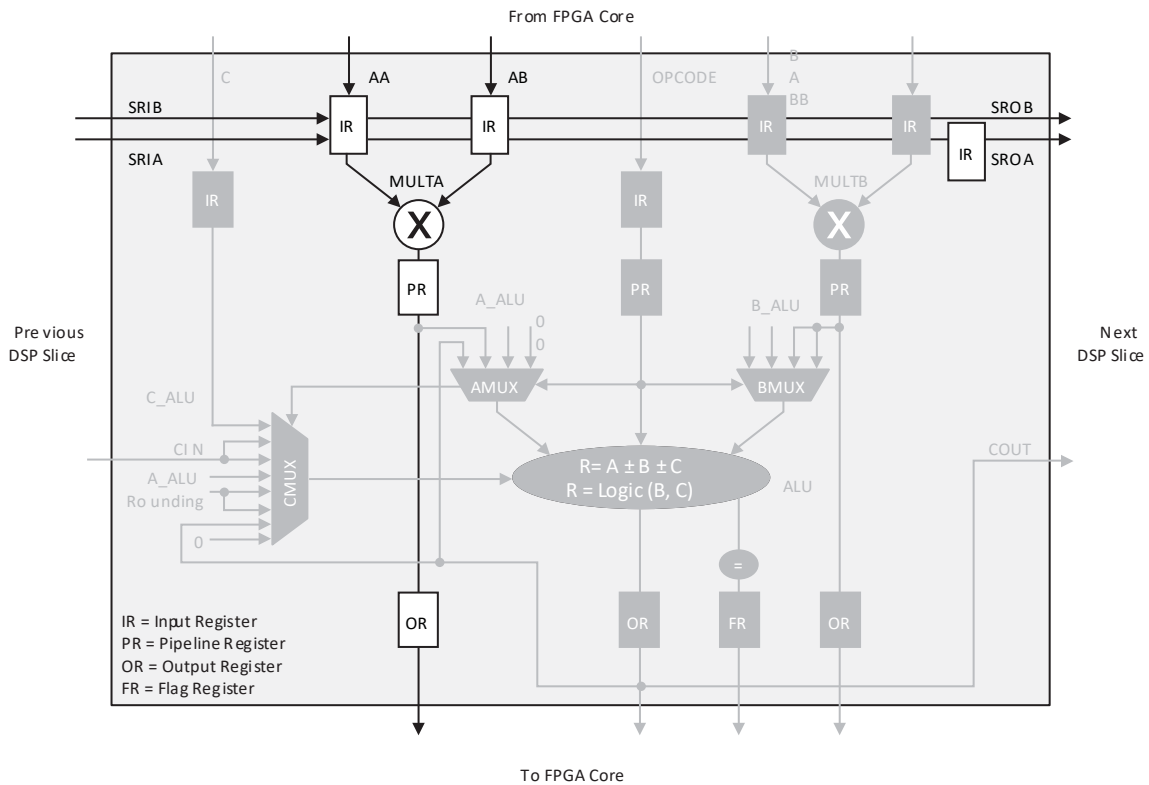 From FPGA Core
C
AA
AB
OPCODE
B
A
BB
SRIB
SROB
IR
IR
IR
IR
IR
SRIA
SROA
MULTA
MULTB
IR
IR
X
X
PR
PR
PR
A_ALU
B_ALU
0
0
Previous
DSP Slice
Next
DSP Slice
AMUX
BMUX
C_ALU
CI N
COUT
A_ALU
Ro unding
0
CMUX
R= A ± B ± C
R = Logic (B, C)
ALU
=
IR = Input Register
PR = Pipeline Register
OR = Output Register
FR = Flag Register
OR
OR
FR
OR
To FPGA Core